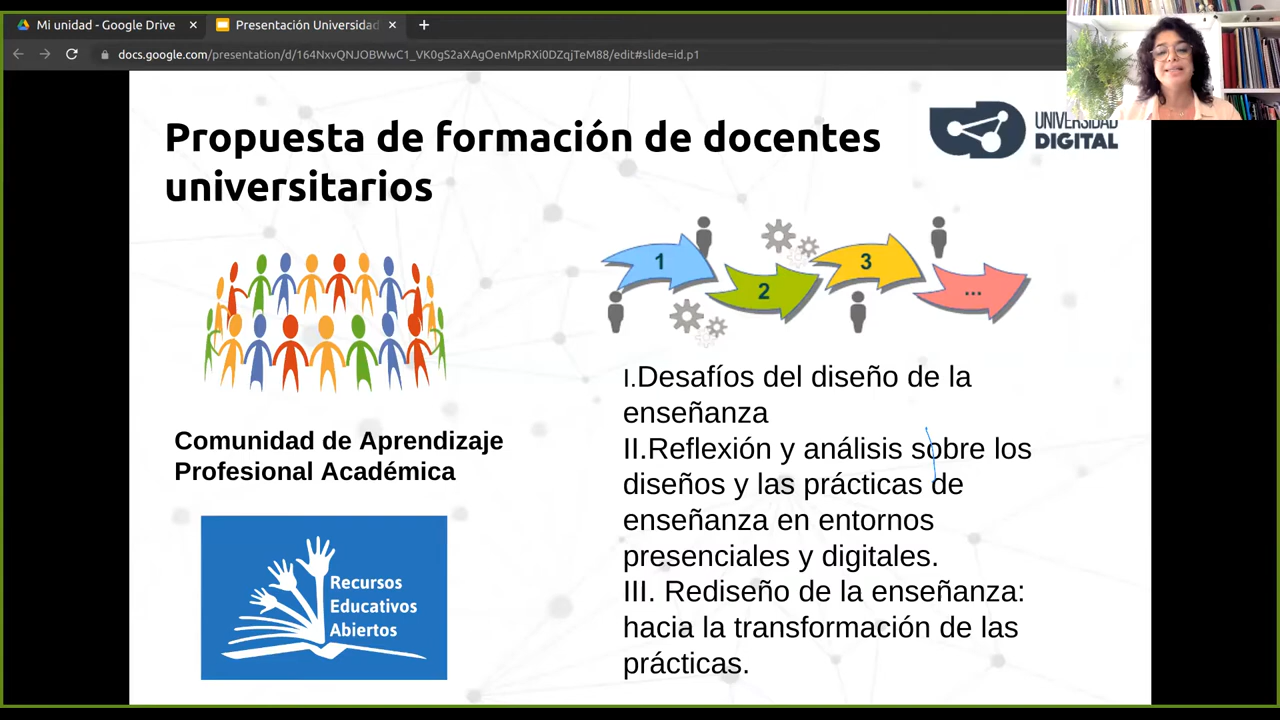 Mi unidad - Google Drive
Presentación Universidad
docs.google.com/presentation/d/164NxvQNJOBWwC1_VK0gS2aXAgOenMpRXi0DZqjTeM88/edit#slide=id.p1
Propuesta de formación de docentes
universitarios
UNIVERSIDAD
DIGITAL
1
2
3
...
Comunidad de Aprendizaje
Profesional Académica
Recursos
Educativos
Abiertos
I.Desafíos del diseño de la
enseñanza
II.Reflexión y análisis sobre los
diseños y las prácticas de
enseñanza en entornos
presenciales y digitales.
III. Rediseño de la enseñanza:
hacia la transformación de las
prácticas.